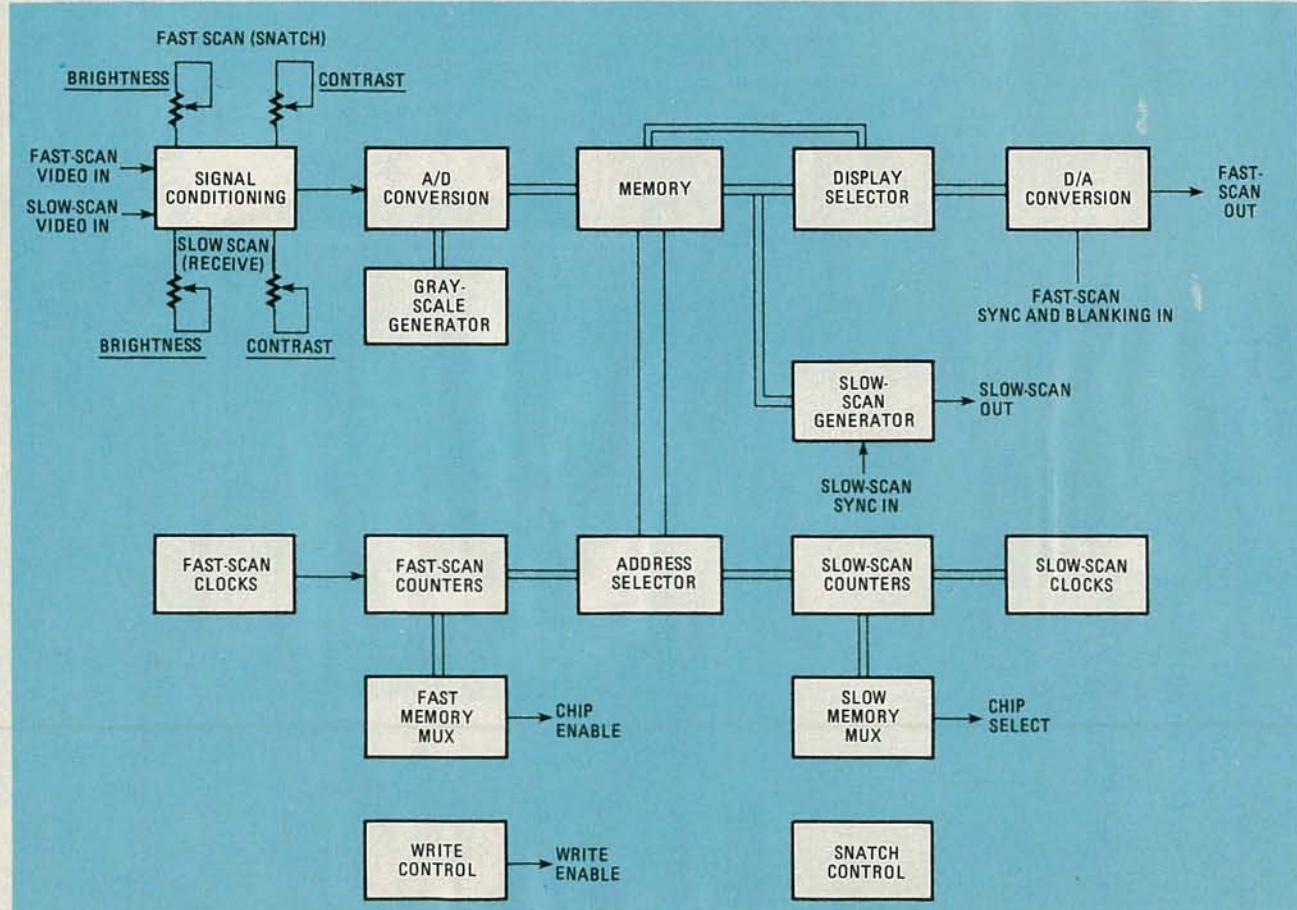 FAST SCAN (SNATCH)
BRIGHTNESS
CONTRAST
FAST-SCAN
VIDEO IN
SLOW-SCAN
VIDEO IN
SIGNAL
CONDITIONING
A/D
CONVERSION
MEMORY
DISPLAY
SELECTOR
D/A
CONVERSION
FAST-
SCAN
OUT
SLOW SCAN
(RECEIVE)
BRIGHTNESS
CONTRAST
GRAY-
SCALE
GENERATOR
FAST-SCAN
SYNC AND BLANKING IN
SLOW-
SCAN
GENERATOR
SLOW-SCAN
OUT
SLOW-SCAN
SYNC IN
FAST-SCAN
CLOCKS
FAST-SCAN
COUNTERS
ADDRESS
SELECTOR
SLOW-SCAN
COUNTERS
SLOW-SCAN
CLOCKS
FAST
MEMORY
MUX
CHIP
ENABLE
SLOW
MEMORY
MUX
CHIP
SELECT
WRITE
CONTROL
WRITE
ENABLE
SNATCH
CONTROL